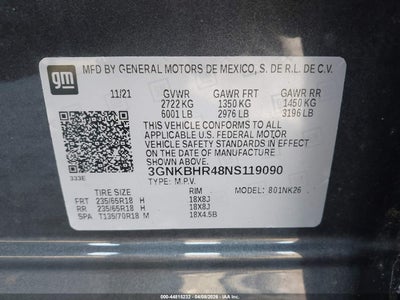 gm
MFD BY GENERAL MOTORS DE MEXICO, S. DE R.L. DE C.V.
11/21 GVWR GAWR FRT GAWR RR
2722 KG 1350 KG 1450 KG
6001 LB 2976 LB 3196 LB
THIS VEHICLE CONFORMS TO ALL
APPLICABLE U.S. FEDERAL MOTOR
VEHICLE SAFETY STANDARDS IN
EFFECT ON THE DATE OF
MANUFACTURE SHOWN ABOVE.
333E
3GNKBHR48NS119090
TYPE: M.P.V.
TIRE SIZE RIM MODEL: 801NK26
FRT 235/65R18 H 18X8J
RR 235/65R18 H 18X8J
SPA T135/70R18 M 18X4.5B
000-44815232 - 04/08/2026 - IAAI.COM